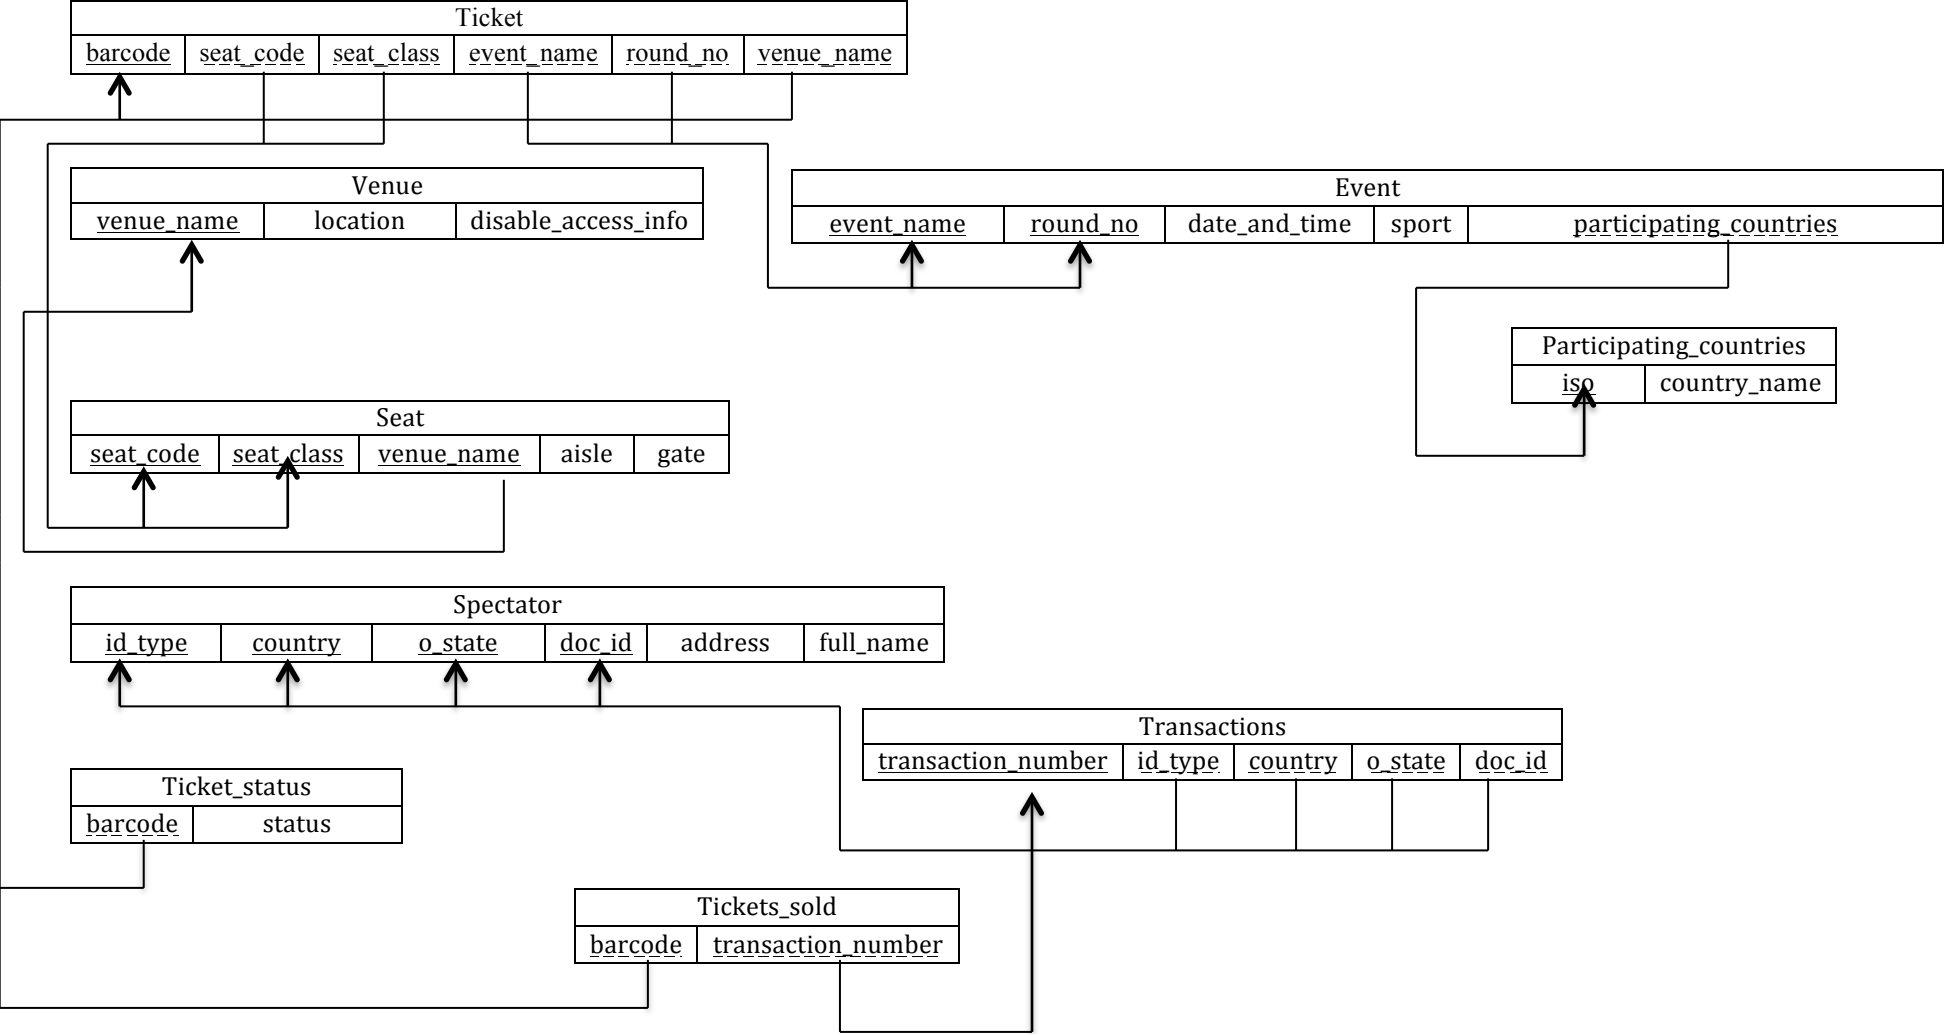 Ticket
barcode seat_code seat_class event_name round_no venue_name
Venue
venue_name location disable_access_info
Event
event_name round_no date_and_time sport participating_countries
Participating_countries
iso country_name
Seat
seat_code seat_class venue_name aisle gate
Spectator
id_type country o_state doc_id address full_name
Transactions
transaction_number id_type country o_state doc_id
Ticket_status
barcode status
Tickets_sold
barcode transaction_number